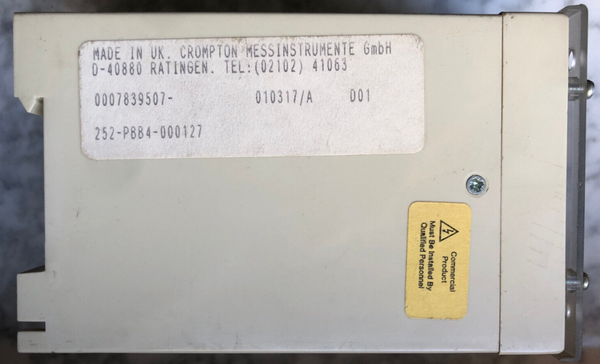 MADE IN UK. CROMPTON MESSINSTRUMENTE GmbH
D-40880 RATINGEN. TEL:(02102) 41063
0007839507- 010317/A D01
252-P884-000127
Commercial
Product
Must Be Installed By
Qualified Personnel